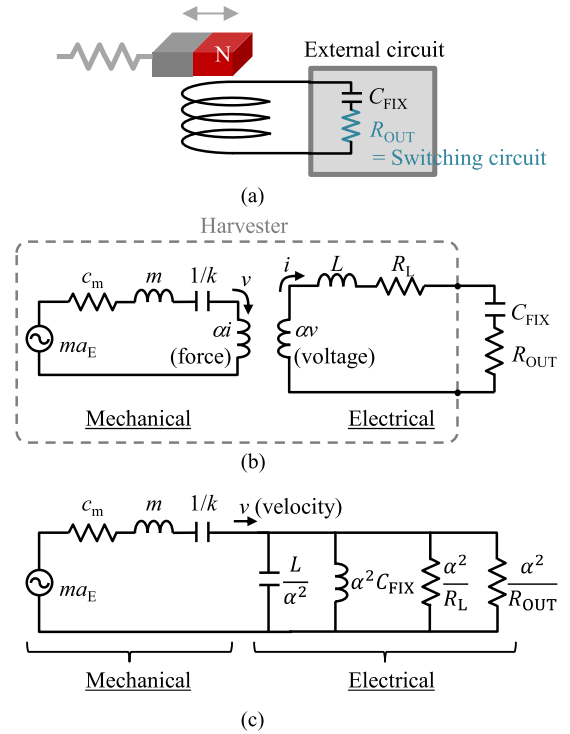 N
External circuit
C_FIX
R_OUT
= Switching circuit
(a)
Harvester
c_m m 1/k v i L R_L
ma_E αi αv C_FIX
(force) (voltage) R_OUT
Mechanical Electrical
(b)
c_m m 1/k v (velocity)
ma_E L/α² α²C_FIX α²/R_L α²/R_OUT
Mechanical Electrical
(c)